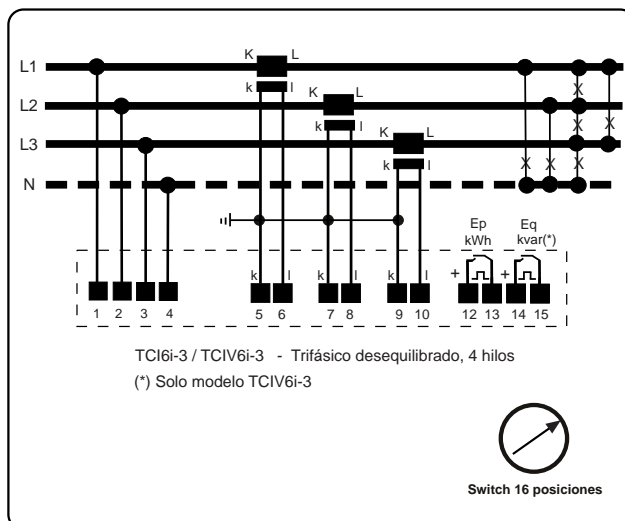 K L
L1
k l
K L
L2
k l
K L
L3
k l
N
X X X X X X
Ep Eq
kWh kvar(*)
k l k l k l + +
1 2 3 4 5 6 7 8 9 10 12 13 14 15
TCI6i-3 / TCIV6i-3 - Trifásico desequilibrado, 4 hilos
(*) Solo modelo TCIV6i-3
Switch 16 posiciones